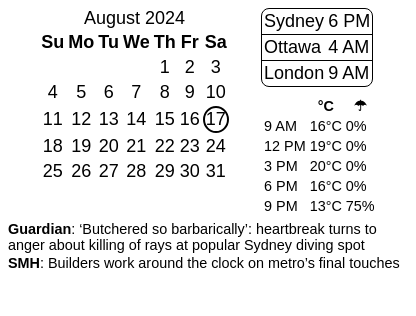 August 2024
Su Mo Tu We Th Fr Sa
1 2 3
4 5 6 7 8 9 10
11 12 13 14 15 16 17
18 19 20 21 22 23 24
25 26 27 28 29 30 31
Sydney 6 PM
Ottawa 4 AM
London 9 AM
°C ☂
9 AM 16°C 0%
12 PM 19°C 0%
3 PM 20°C 0%
6 PM 16°C 0%
9 PM 13°C 75%
Guardian: ‘Butchered so barbarically’: heartbreak turns to
anger about killing of rays at popular Sydney diving spot
SMH: Builders work around the clock on metro’s final touches